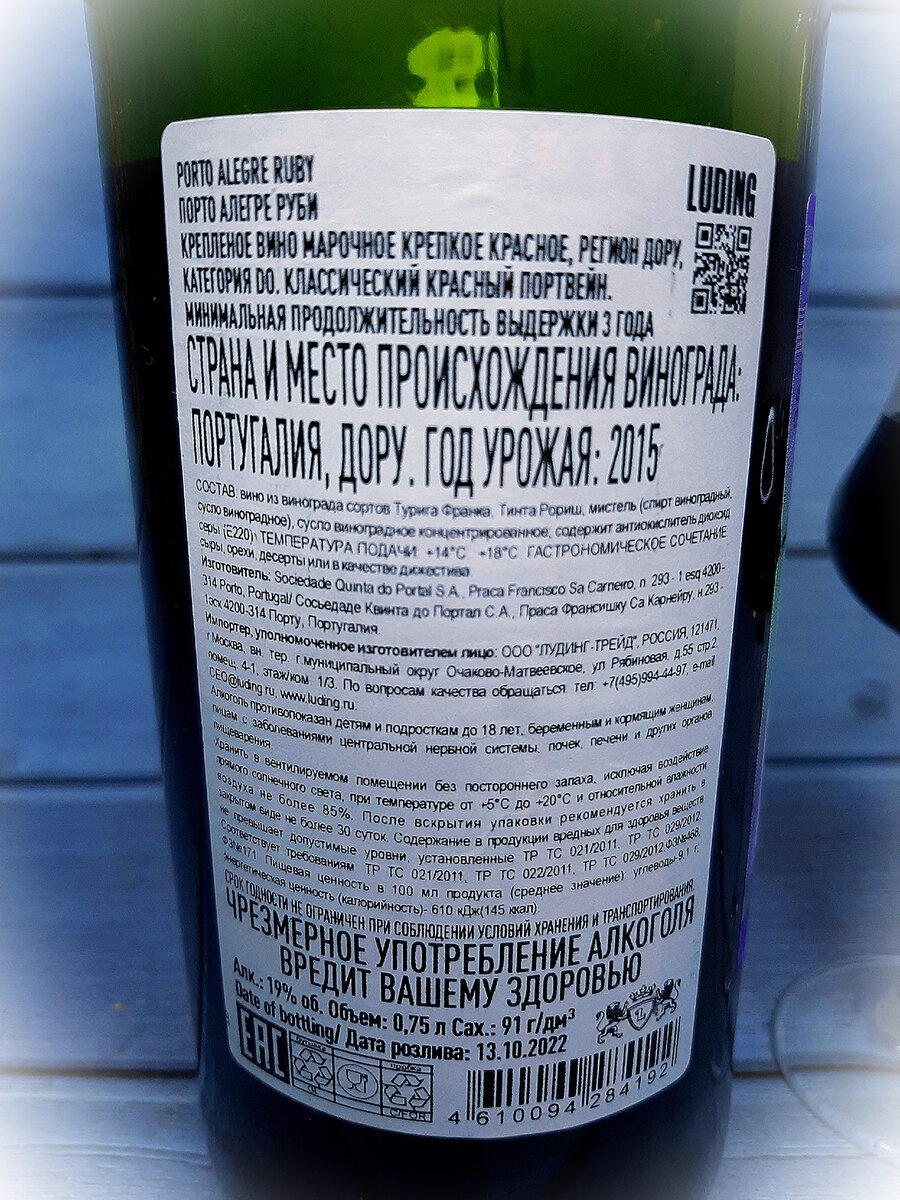 PORTO ALEGRE RUBY
LUDING
ПОРТО АЛЕГРЕ РУБИ
КРЕПЛЕНОЕ ВИНО МАРОЧНОЕ КРЕПКОЕ КРАСНОЕ, РЕГИОН ДОРУ,
КАТЕГОРИЯ DO. КЛАССИЧЕСКИЙ КРАСНЫЙ ПОРТВЕЙН.
МИНИМАЛЬНАЯ ПРОДОЛЖИТЕЛЬНОСТЬ ВЫДЕРЖКИ 3 ГОДА
СТРАНА И МЕСТО ПРОИСХОЖДЕНИЯ ВИНОГРАДА:
ПОРТУГАЛИЯ, ДОРУ. ГОД УРОЖАЯ: 2015
СОСТАВ: вино из винограда сортов Турига Франка, Тинта Рориш, мистель (спирт виноградный,
сусло виноградное), сусло виноградное концентрированное; содержит антиокислитель диоксид
серы (Е220) ТЕМПЕРАТУРА ПОДАЧИ: +14°C +18°C ГАСТРОНОМИЧЕСКОЕ СОЧЕТАНИЕ
сыры, орехи, десерты или в качестве дижестива.
Изготовитель: Sociedade Quinta do Portal S.A., Praca Francisco Sa Carneiro, n. 293 - 1 esq 4200-
314 Porto, Portugal/ Сосьедаде Квинта до Портал С.А., Праса Франсишку Са Карнейру, н 293 -
1эск 4200-314 Порту, Португалия
Импортер, уполномоченное изготовителем лицо: ООО "ЛУДИНГ-ТРЕЙД", РОССИЯ, 121471,
г.Москва, вн. тер. г.муниципальный округ Очаково-Матвеевское, ул Рябиновая, д.55 стр.2,
помещ. 4-1, этаж/ком. 1/3. По вопросам качества обращаться: тел: +7(495)994-44-97, e-mail
CEO@luding.ru, www.luding.ru.
Алкоголь противопоказан детям и подросткам до 18 лет, беременным и кормящим женщинам,
лицам с заболеваниями центральной нервной системы, почек, печени и других органов
пищеварения.
Хранить в вентилируемом помещении без постороннего запаха, исключая воздействие
прямого солнечного света, при температуре от +5°C до +20°C и относительной влажности
воздуха не более 85%. После вскрытия упаковки рекомендуется хранить в
закрытом виде не более 30 суток. Содержание в продукции вредных для здоровья веществ
не превышает допустимые уровни, установленные ТР ТС 021/2011, ТР ТС 029/2012.
Соответствует требованиям ТР ТС 021/2011, ТР ТС 022/2011, ТР ТС 029/2012,ФЗ№468,
ФЗ№171. Пищевая ценность в 100 мл продукта (среднее значение): углеводы-9,1 г,
энергетическая ценность (калорийность)- 610 кДж(145 ккал).
СРОК ГОДНОСТИ НЕ ОГРАНИЧЕН ПРИ СОБЛЮДЕНИИ УСЛОВИЙ ХРАНЕНИЯ И ТРАНСПОРТИРОВАНИЯ.
ЧРЕЗМЕРНОЕ УПОТРЕБЛЕНИЕ АЛКОГОЛЯ
ВРЕДИТ ВАШЕМУ ЗДОРОВЬЮ
Алк.: 19% об. Объем: 0,75 л Сах.: 91 г/дм³
Date of bottling/ Дата розлива: 13.10.2022
EAC
бутылка
пробка
C/FOR
4 610094 284192